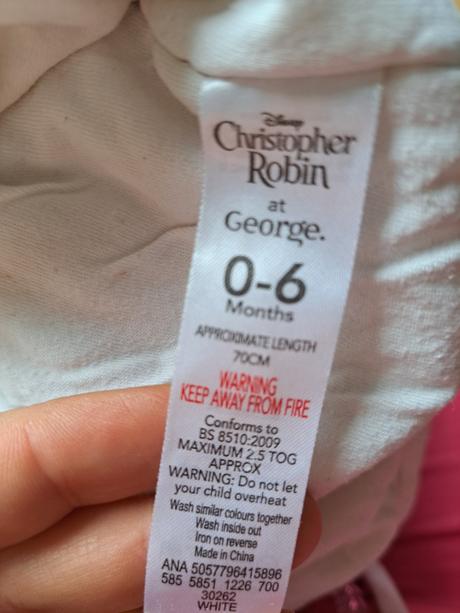 Disney
Christopher
Robin
at
George.
0-6
Months
APPROXIMATE LENGTH
70CM
WARNING
KEEP AWAY FROM FIRE
Conforms to
BS 8510:2009
MAXIMUM 2.5 TOG
APPROX
WARNING: Do not let
your child overheat
Wash similar colours together
Wash inside out
Iron on reverse
Made in China
ANA 5057796415896
585 5851 1226 700
30262
WHITE